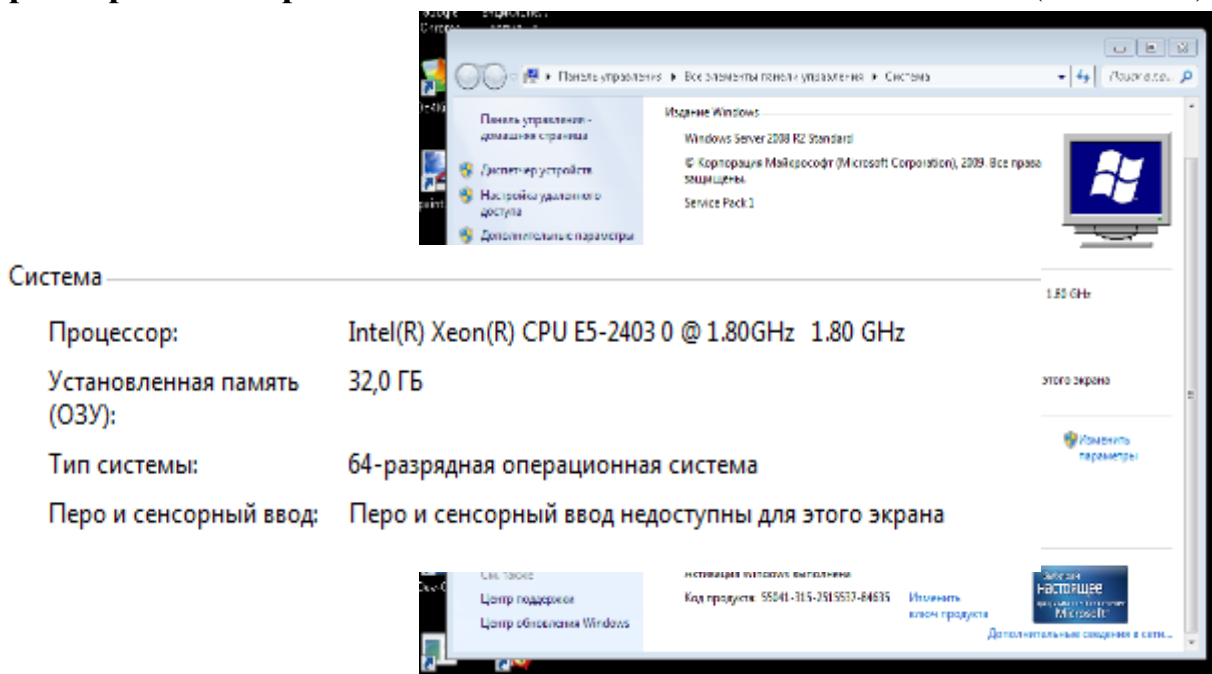 Панель управления ▸ Все элементы панели управления ▸ Система
Панель управления -
домашняя страница
Диспетчер устройств
Настройка удаленного
доступа
Дополнительные параметры
Издание Windows
Windows Server 2008 R2 Standard
© Корпорация Майкрософт (Microsoft Corporation), 2009. Все права
защищены.
Service Pack 1
Система
1.80 GHz
Процессор: Intel(R) Xeon(R) CPU E5-2403 0 @ 1.80GHz 1.80 GHz
Установленная память 32,0 ГБ
(ОЗУ):
этого экрана
Изменить
параметры
Тип системы: 64-разрядная операционная система
Перо и сенсорный ввод: Перо и сенсорный ввод недоступны для этого экрана
См. также
Центр поддержки
Центр обновления Windows
Активация Windows выполнена
Код продукта: 55041-315-2515537-84635
Изменить
ключ продукта
настоящее
Microsoft
Дополнительные сведения в сети...